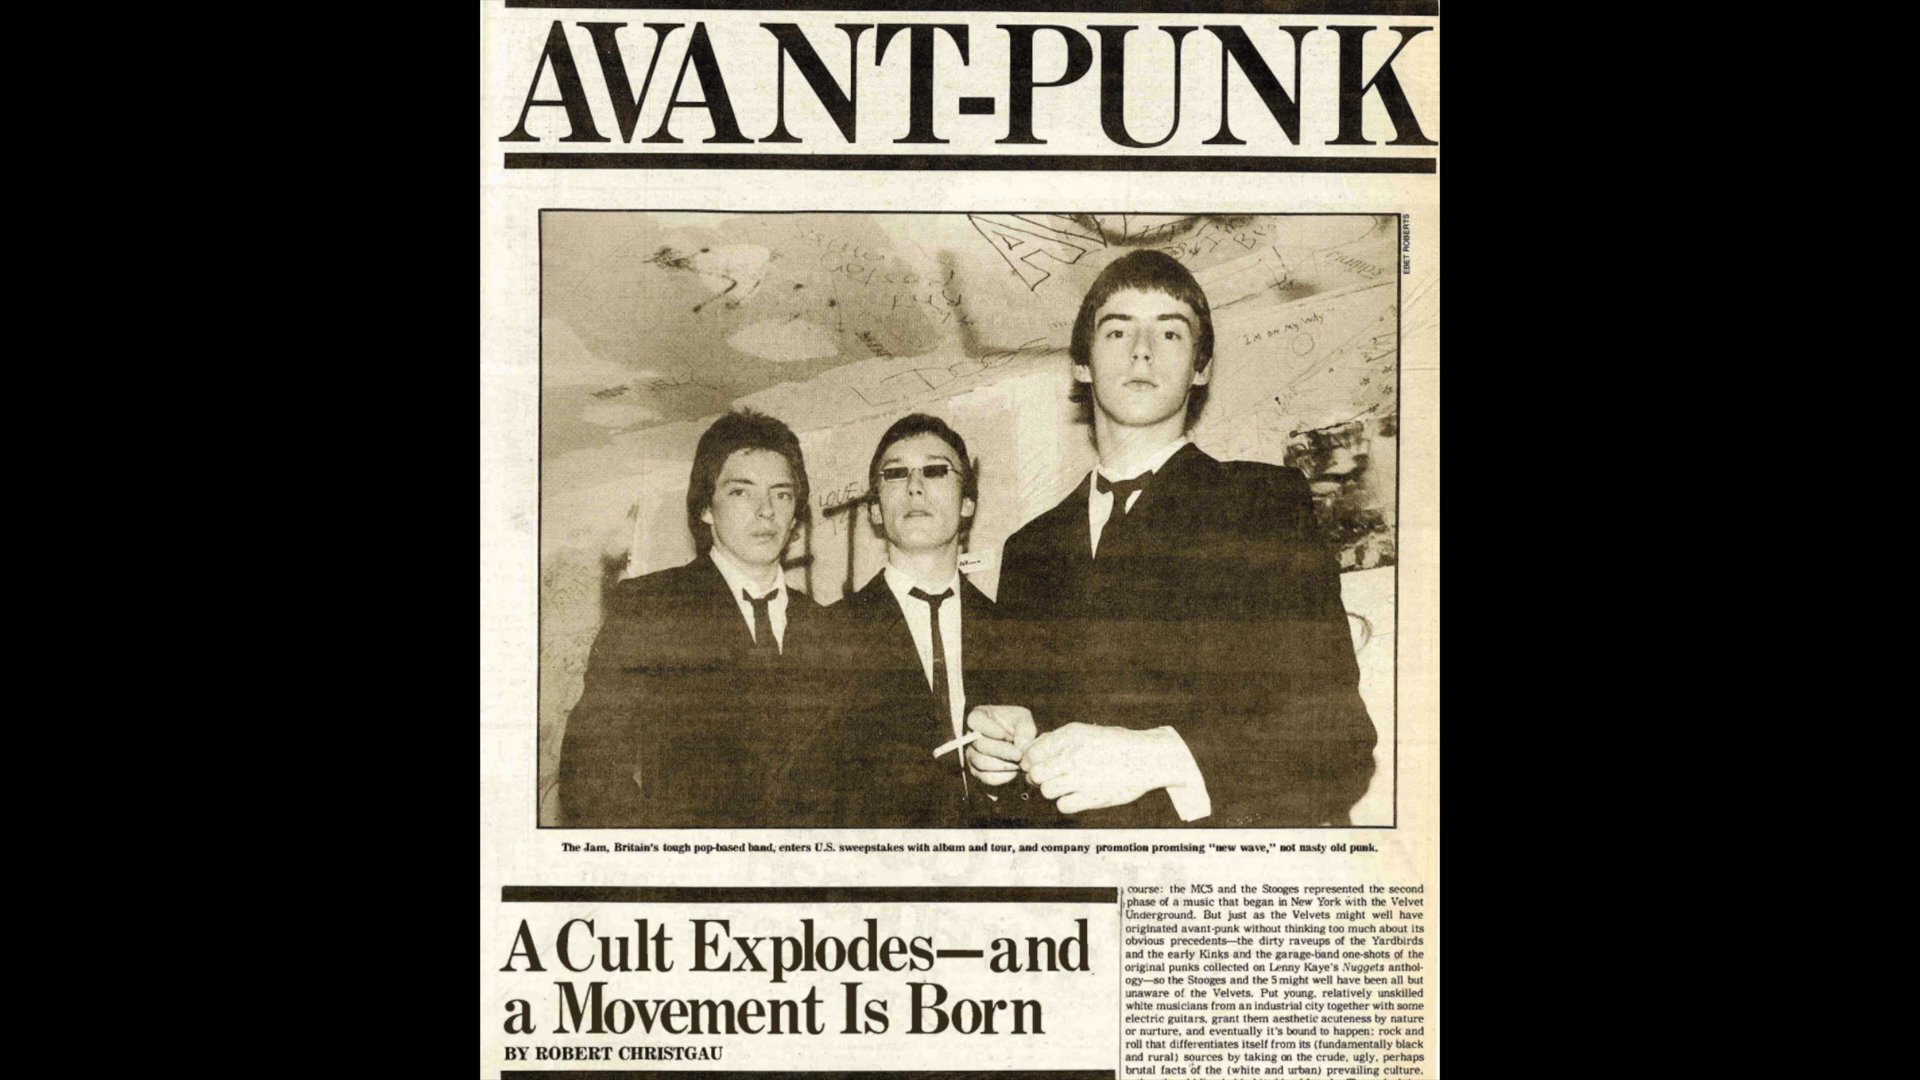 AVANT-PUNK
EBET ROBERTS
I'm on my way
LOVE
The Jam, Britain's tough pop-based band, enters U.S. sweepstakes with album and tour, and company promotion promising "new wave," not nasty old punk.
A Cult Explodes—and
a Movement Is Born
BY ROBERT CHRISTGAU
course: the MC5 and the Stooges represented the second
phase of a music that began in New York with the Velvet
Underground. But just as the Velvets might well have
originated avant-punk without thinking too much about its
obvious precedents—the dirty raveups of the Yardbirds
and the early Kinks and the garage-band one-shots of the
original punks collected on Lenny Kaye's Nuggets anthol-
ogy—so the Stooges and the 5 might well have been all but
unaware of the Velvets. Put young, relatively unskilled
white musicians from an industrial city together with some
electric guitars, grant them aesthetic acuteness by nature
or nurture, and eventually it's bound to happen: rock and
roll that differentiates itself from its (fundamentally black
and rural) sources by taking on the crude, ugly, perhaps
brutal facts of the (white and urban) prevailing culture,